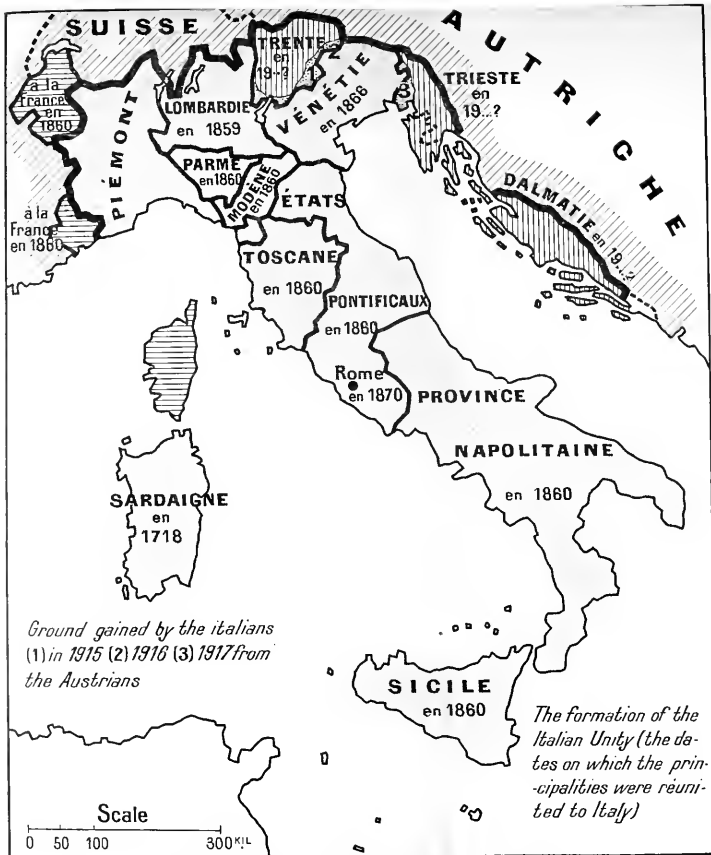 SUISSE
AUTRICHE
TRENTE
en
19..?
1
2
3
TRIESTE
en
19...?
à la
France
en
1860
PIÉMONT
LOMBARDIE
en 1859
VÉNÉTIE
en 1866
PARME
en 1860
MODÈNE
en 1860
ÉTATS
DALMATIE en 19...?
à la
France
en 1860
TOSCANE
en 1860
PONTIFICAUX
en 1860
Rome
en 1870
PROVINCE
NAPOLITAINE
en 1860
SARDAIGNE
en
1718
Ground gained by the italians
(1) in 1915 (2) 1916 (3) 1917 from
the Austrians
SICILE
en 1860
The formation of the
Italian Unity (the da-
tes on which the prin-
-cipalities were réuni-
ted to Italy)
Scale
0 50 100 300 KIL